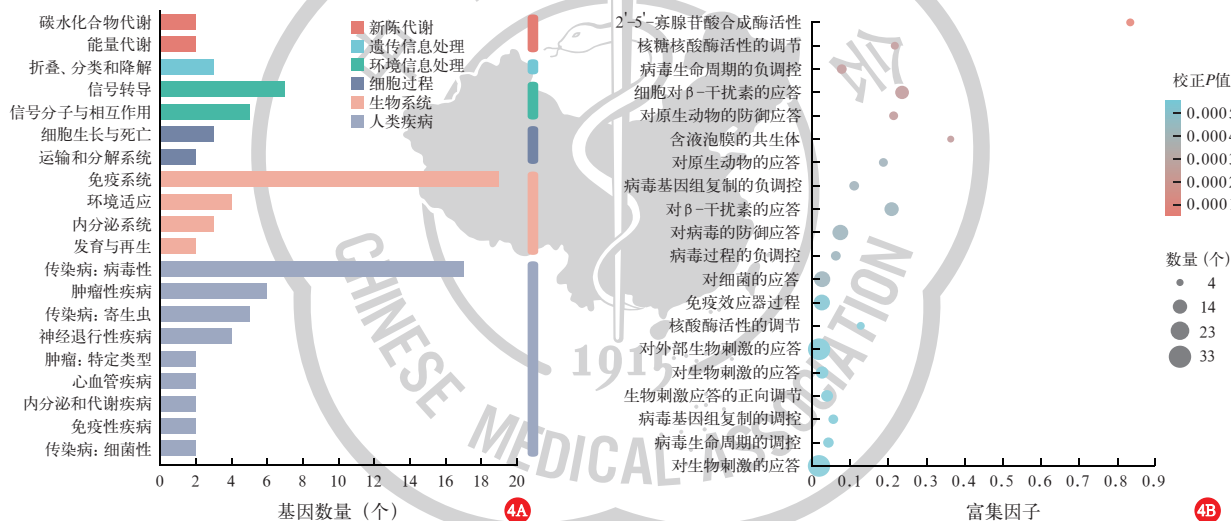 碳水化合物代谢
能量代谢
折叠、分类和降解
信号转导
信号分子与相互作用
细胞生长与死亡
运输和分解系统
免疫系统
环境适应
内分泌系统
发育与再生
传染病: 病毒性
肿瘤性疾病
传染病: 寄生虫
神经退行性疾病
肿瘤: 特定类型
心血管疾病
内分泌和代谢疾病
免疫性疾病
传染病: 细菌性
0 2 4 6 8 10 12 14 16 18 20
基因数量（个）
4A
新陈代谢
遗传信息处理
环境信息处理
细胞过程
生物系统
人类疾病
2'-5'-寡腺苷酸合成酶活性
核糖核酸酶活性的调节
病毒生命周期的负调控
细胞对β-干扰素的应答
对原生动物的防御应答
含液泡膜的共生体
对原生动物的应答
病毒基因组复制的负调控
对β-干扰素的应答
对病毒的防御应答
病毒过程的负调控
对细菌的应答
免疫效应器过程
核酸酶活性的调节
对外部生物刺激的应答
对生物刺激的应答
生物刺激应答的正向调节
病毒基因组复制的调控
病毒生命周期的调控
对生物刺激的应答
0 0.1 0.2 0.3 0.4 0.5 0.6 0.7 0.8 0.9
富集因子
4B
校正P值
0.000
0.000
0.000
0.000
0.000
数量（个）
4
14
23
33
会
1915
CHINESE MEDICAL ASSOCIATION